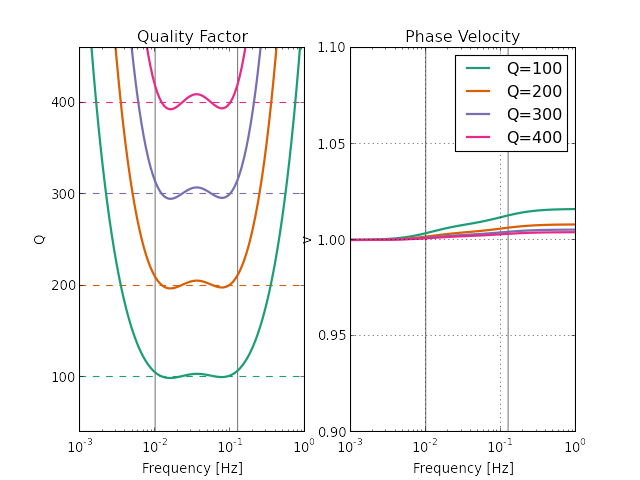 Quality Factor
Q
400
300
200
100
10^-3
10^-2
10^-1
10^0
Frequency [Hz]
Phase Velocity
v
1.10
1.05
1.00
0.95
0.90
10^-3
10^-2
10^-1
10^0
Frequency [Hz]
Q=100
Q=200
Q=300
Q=400